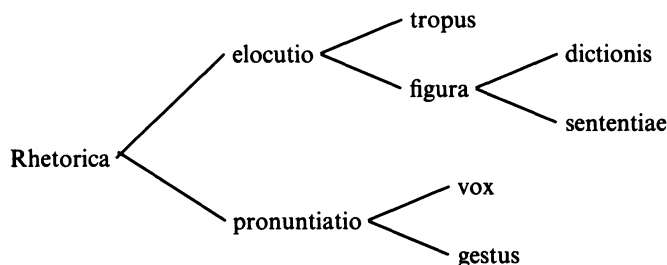 tropus
elocutio
dictionis
figura
sententiae
Rhetorica
vox
pronuntiatio
gestus